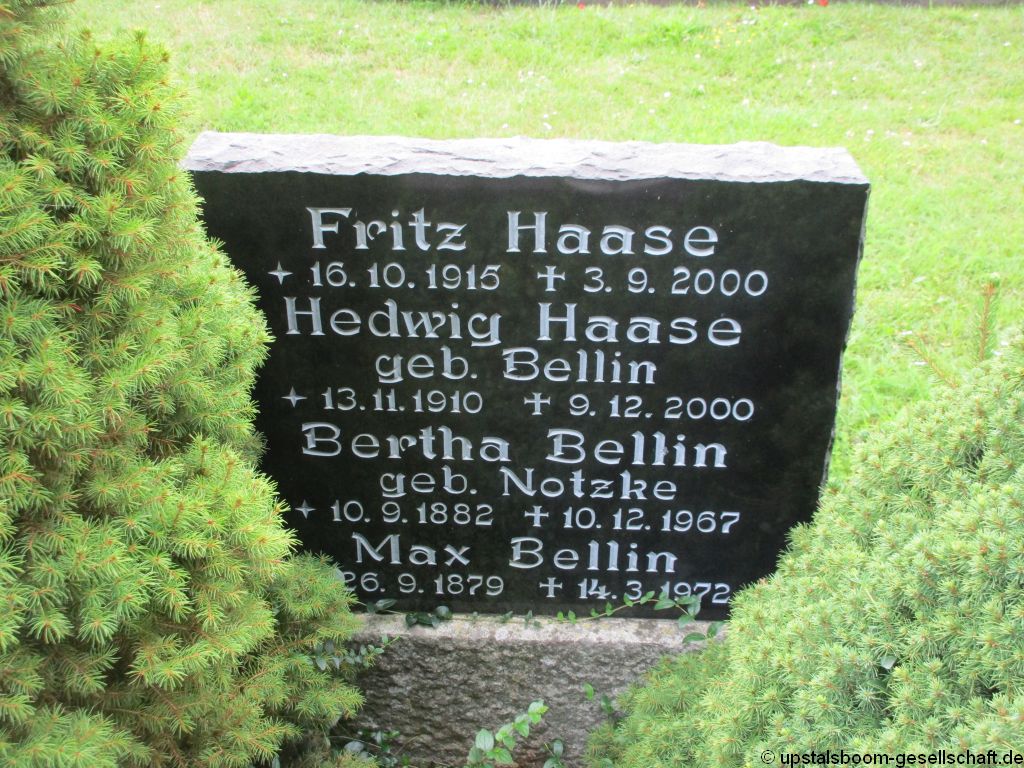 Fritz Haase
✦ 16. 10. 1915 ✝ 3. 9. 2000
Hedwig Haase
geb. Bellin
✦ 13. 11. 1910 ✝ 9. 12. 2000
Bertha Bellin
geb. Notzke
✦ 10. 9. 1882 ✝ 10. 12. 1967
Max Bellin
26. 9. 1879 ✝ 14. 3. 1972
© upstalsboom-gesellschaft.de